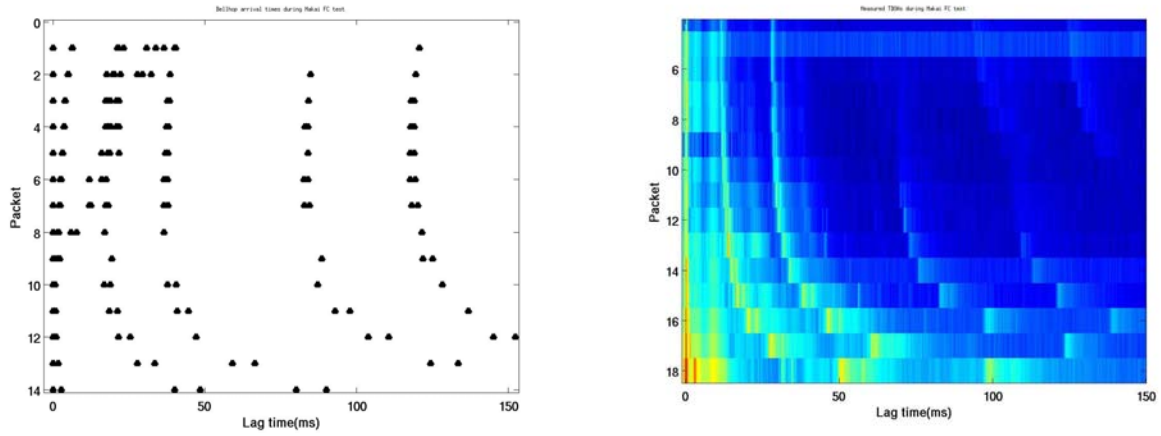 BellHop arrival times during Makai FC test
0
2
4
6
8
10
12
14
Packet
0 50 100 150
Lag time(ms)
Measured TDOAs during Makai FC test
6
8
10
12
14
16
18
Packet
0 50 100 150
Lag time(ms)